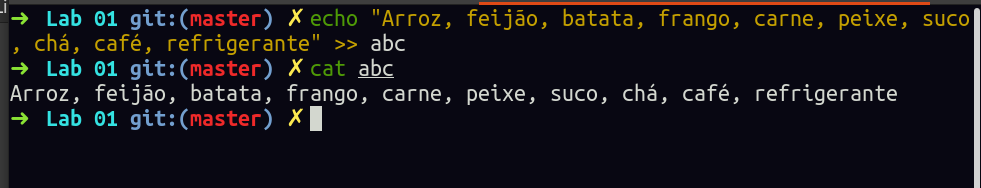 ➜ Lab 01 git:(master) ✗ echo "Arroz, feijão, batata, frango, carne, peixe, suco
, chá, café, refrigerante" >> abc
➜ Lab 01 git:(master) ✗ cat abc
Arroz, feijão, batata, frango, carne, peixe, suco, chá, café, refrigerante
➜ Lab 01 git:(master) ✗